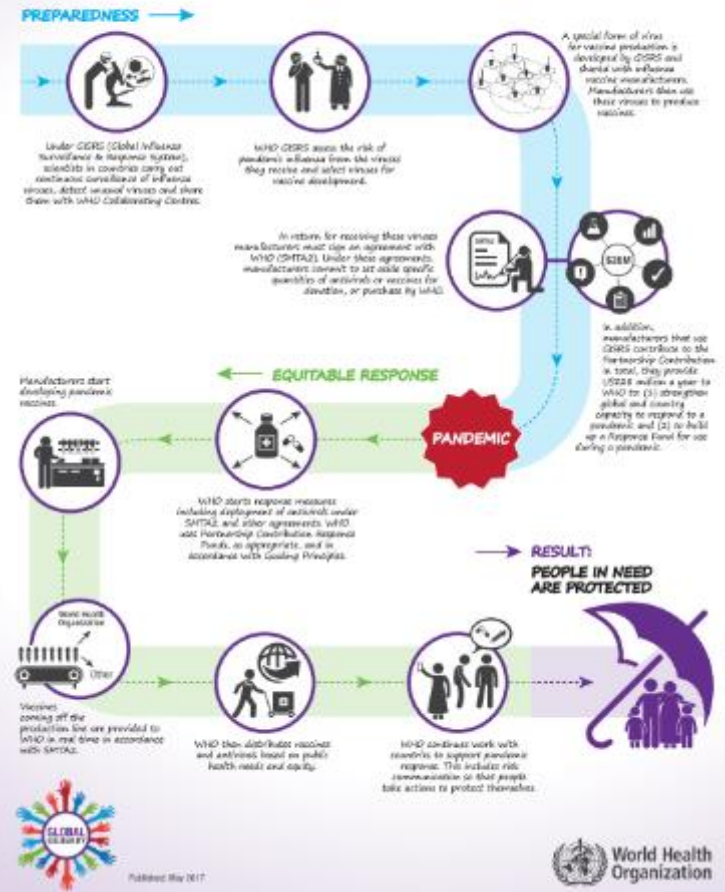 PREPAREDNESS
Under GISRS (Global Influenza
Surveillance & Response System),
scientists in countries carry out
continuous surveillance of influenza
viruses, detect unusual viruses and share
them with WHO Collaborating Centres.
WHO GISRS assess the risk of
pandemic influenza from the viruses
they receive and select viruses for
vaccine development.
A special form of virus
for vaccine production is
developed by GISRS and
shared with influenza
vaccine manufacturers.
Manufacturers then use
these viruses to produce
vaccines.
In return for receiving these viruses
manufacturers must sign an agreement with
WHO (SMTA2). Under these agreements,
manufacturers commit to set aside specific
quantities of antivirals or vaccines for
donation, or purchase by WHO.
SMTA2
$28M
In addition,
manufacturers that use
GISRS contribute to the
Partnership Contribution
in total, they provide
US$28 million a year to
WHO to: (1) strengthen
global and country
capacity to respond to a
pandemic and (2) to build
up a Response Fund for use
during a pandemic.
EQUITABLE RESPONSE
PANDEMIC
Manufacturers start
developing pandemic
vaccines.
WHO starts response measures
including deployment of antivirals under
SMTA2 and other agreements. WHO
uses Partnership Contribution Response
Funds, as appropriate, and in
accordance with Guiding Principles.
RESULT:
PEOPLE IN NEED
ARE PROTECTED
World Health
Organization
Other
Vaccines
coming off the
production line are provided to
WHO in real time in accordance
with SMTA2.
WHO then distributes vaccines
and antivirals based on public
health needs and equity.
WHO continues work with
countries to support pandemic
response. This includes risk
communication so that people
take actions to protect themselves
GLOBAL
SOLIDARITY
Published: May 2017
World Health
Organization